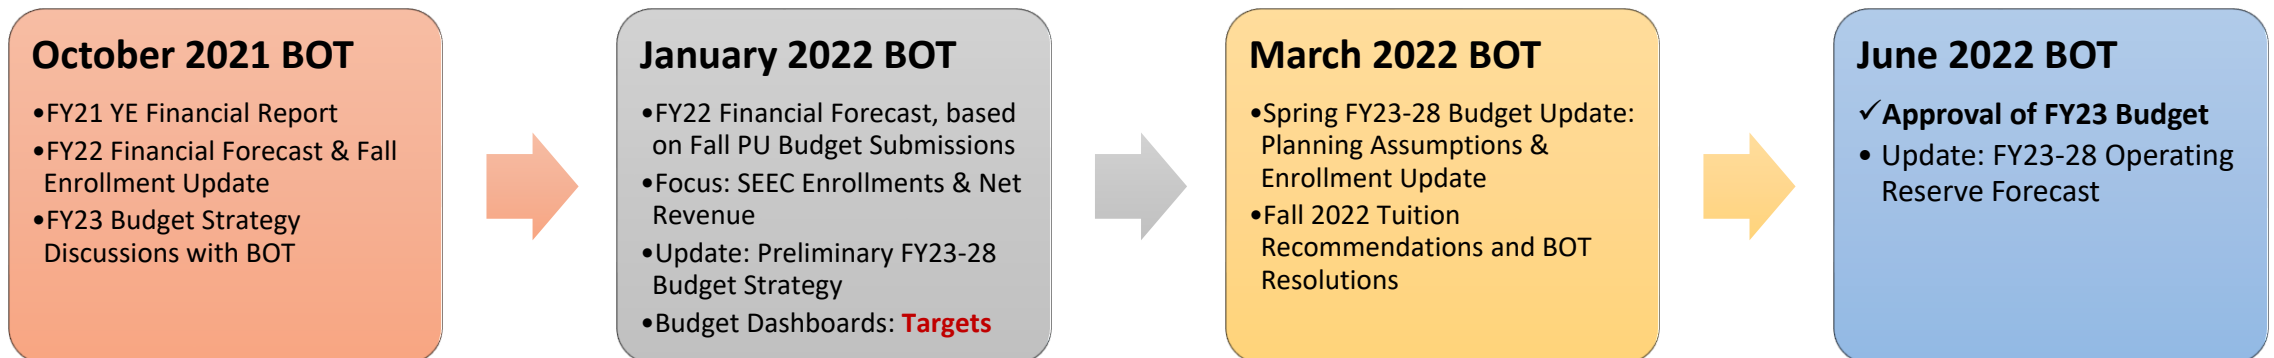 October 2021 BOT
•FY21 YE Financial Report
•FY22 Financial Forecast & Fall
Enrollment Update
•FY23 Budget Strategy
Discussions with BOT
January 2022 BOT
•FY22 Financial Forecast, based
on Fall PU Budget Submissions
•Focus: SEEC Enrollments & Net
Revenue
•Update: Preliminary FY23-28
Budget Strategy
•Budget Dashboards: Targets
March 2022 BOT
•Spring FY23-28 Budget Update:
Planning Assumptions &
Enrollment Update
•Fall 2022 Tuition
Recommendations and BOT
Resolutions
June 2022 BOT
✓Approval of FY23 Budget
• Update: FY23-28 Operating
Reserve Forecast